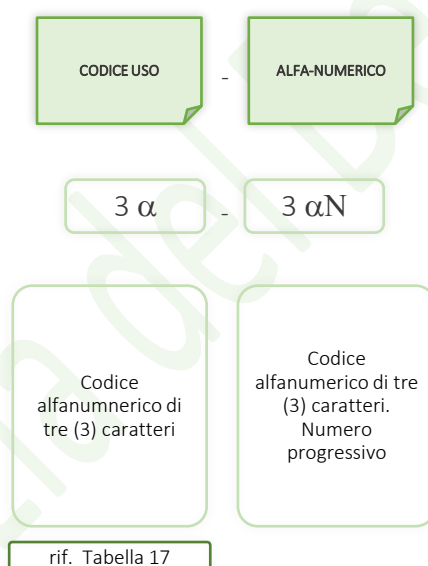 CODICE USO - ALFA-NUMERICO
3 α - 3 αN
Codice
alfanumnerico di
tre (3) caratteri
Codice
alfanumerico di tre
(3) caratteri.
Numero
progressivo
rif. Tabella 17